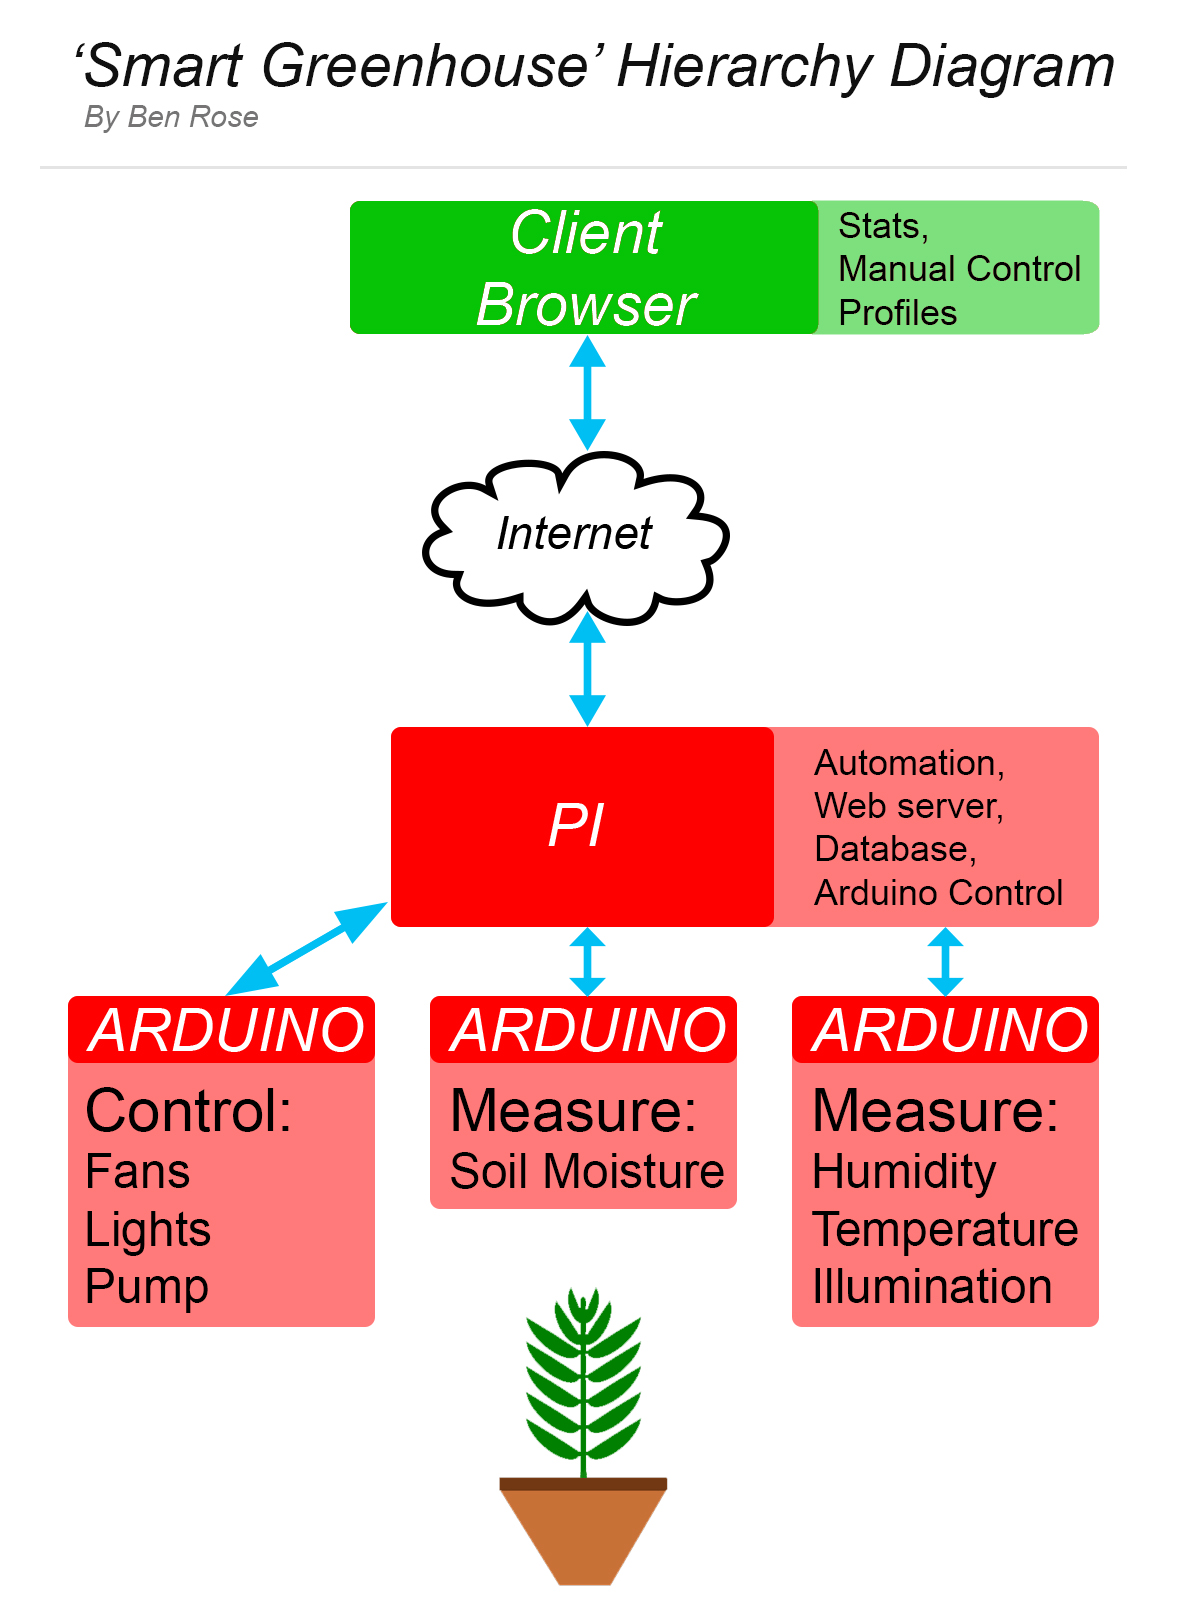 ‘Smart Greenhouse’ Hierarchy Diagram
By Ben Rose
Client
Browser
Stats,
Manual Control
Profiles
Internet
PI
Automation,
Web server,
Database,
Arduino Control
ARDUINO
Control:
Fans
Lights
Pump
ARDUINO
Measure:
Soil Moisture
ARDUINO
Measure:
Humidity
Temperature
Illumination